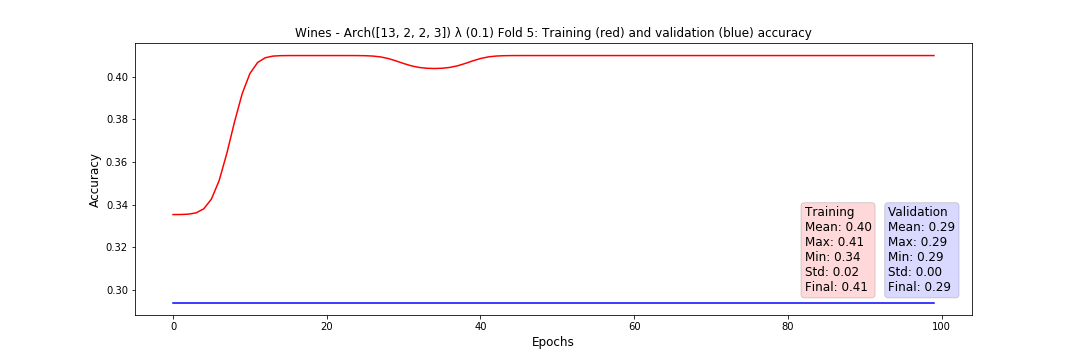 Wines - Arch([13, 2, 2, 3]) λ (0.1) Fold 5: Training (red) and validation (blue) accuracy
Accuracy
0.40
0.38
0.36
0.34
0.32
0.30
Training
Mean: 0.40
Max: 0.41
Min: 0.34
Std: 0.02
Final: 0.41
Validation
Mean: 0.29
Max: 0.29
Min: 0.29
Std: 0.00
Final: 0.29
0
20
40
60
80
100
Epochs